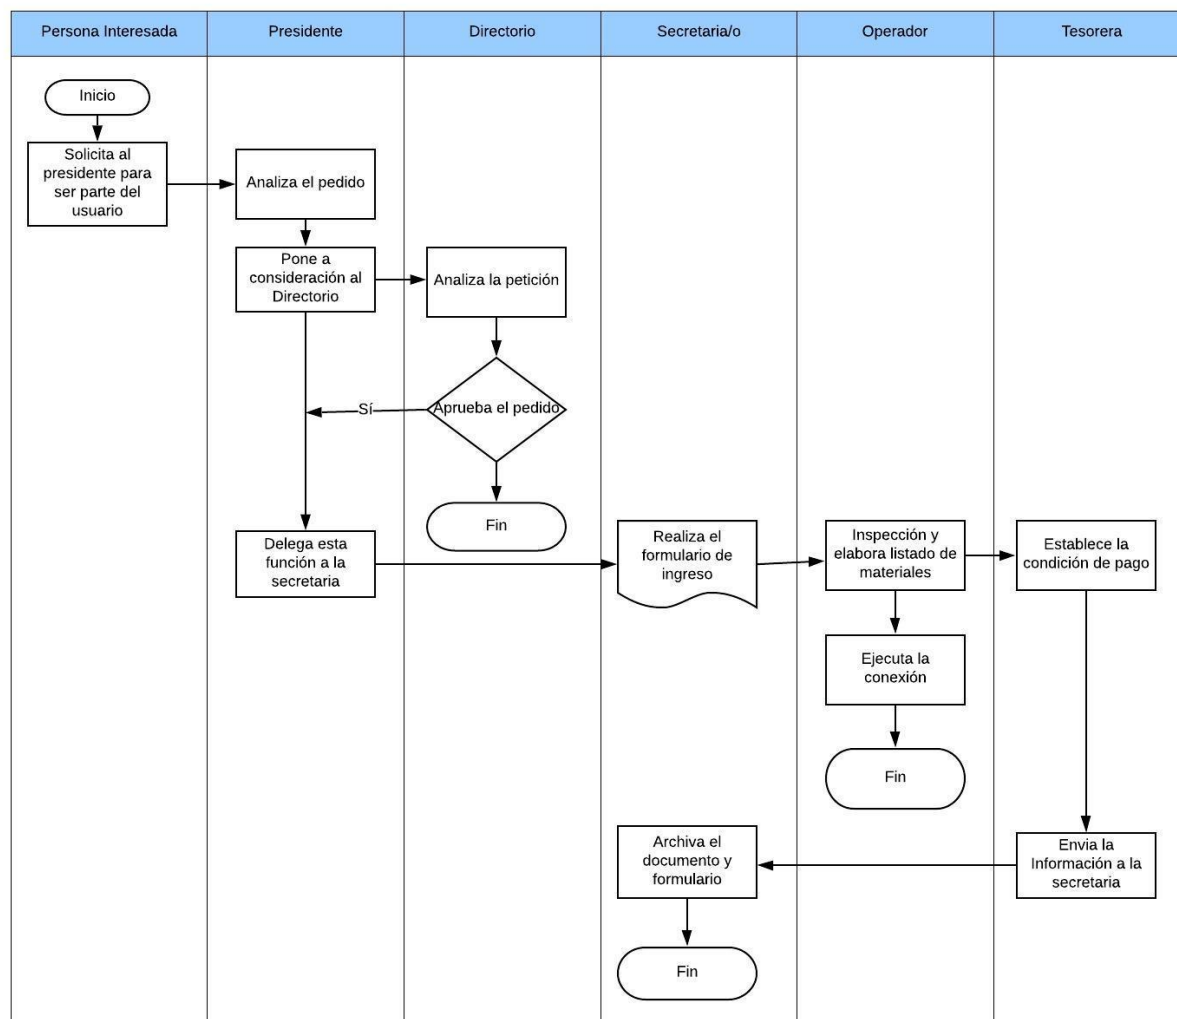 Persona Interesada
Presidente
Directorio
Secretaria/o
Operador
Tesorera
Inicio
Solicita al
presidente para
ser parte del
usuario
Analiza el pedido
Pone a
consideración al
Directorio
Analiza la petición
Aprueba el pedido
Sí
Fin
Delega esta
función a la
secretaria
Realiza el
formulario de
ingreso
Inspección y
elabora listado de
materiales
Establece la
condición de pago
Ejecuta la
conexión
Fin
Archiva el
documento y
formulario
Envia la
Información a la
secretaria
Fin